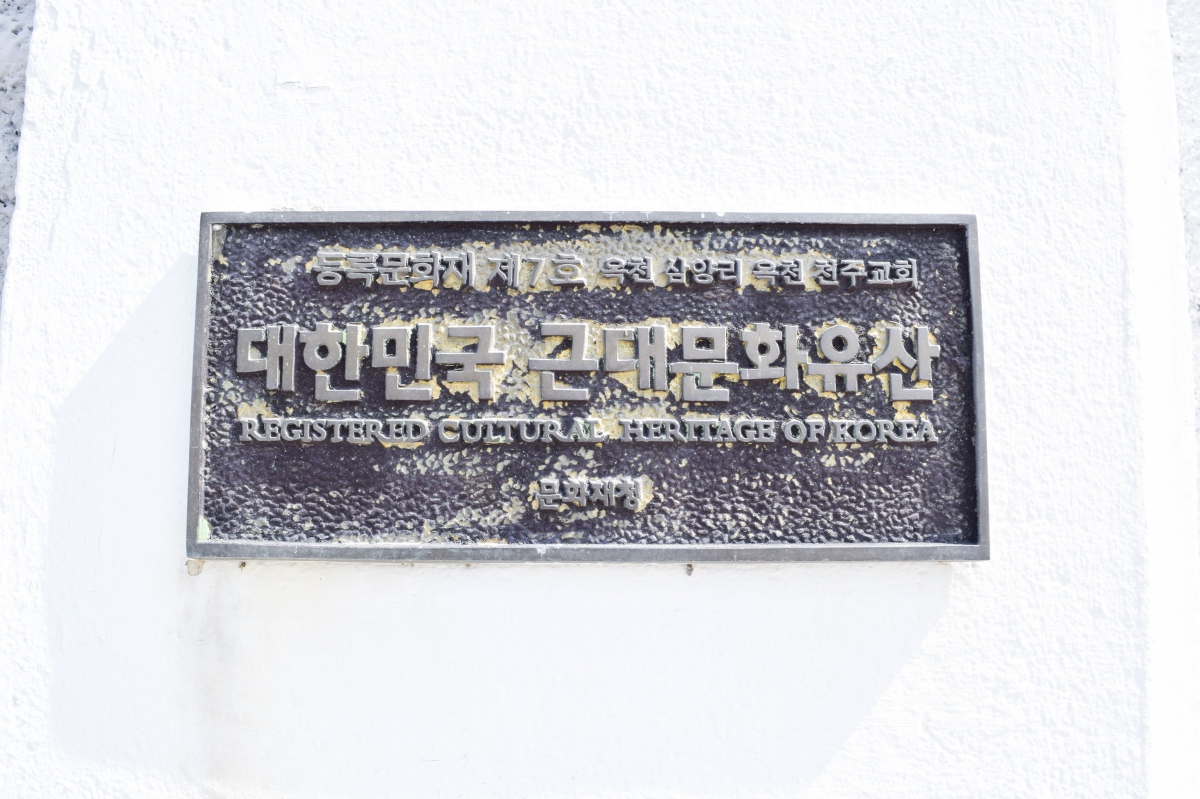 등록문화재 제7호 옥천 삼양리 옥천 천주교회
대한민국 근대문화유산
REGISTERED CULTURAL HERITAGE OF KOREA
문화재청